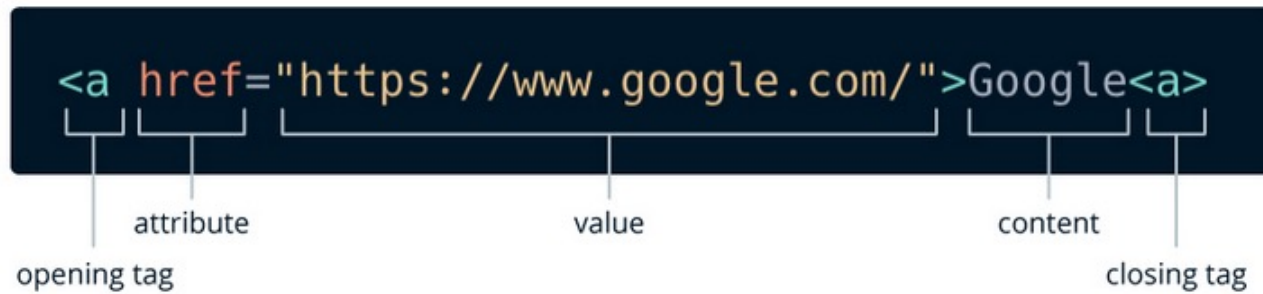 <a href="https://www.google.com/">Google<a>
attribute value content
opening tag closing tag